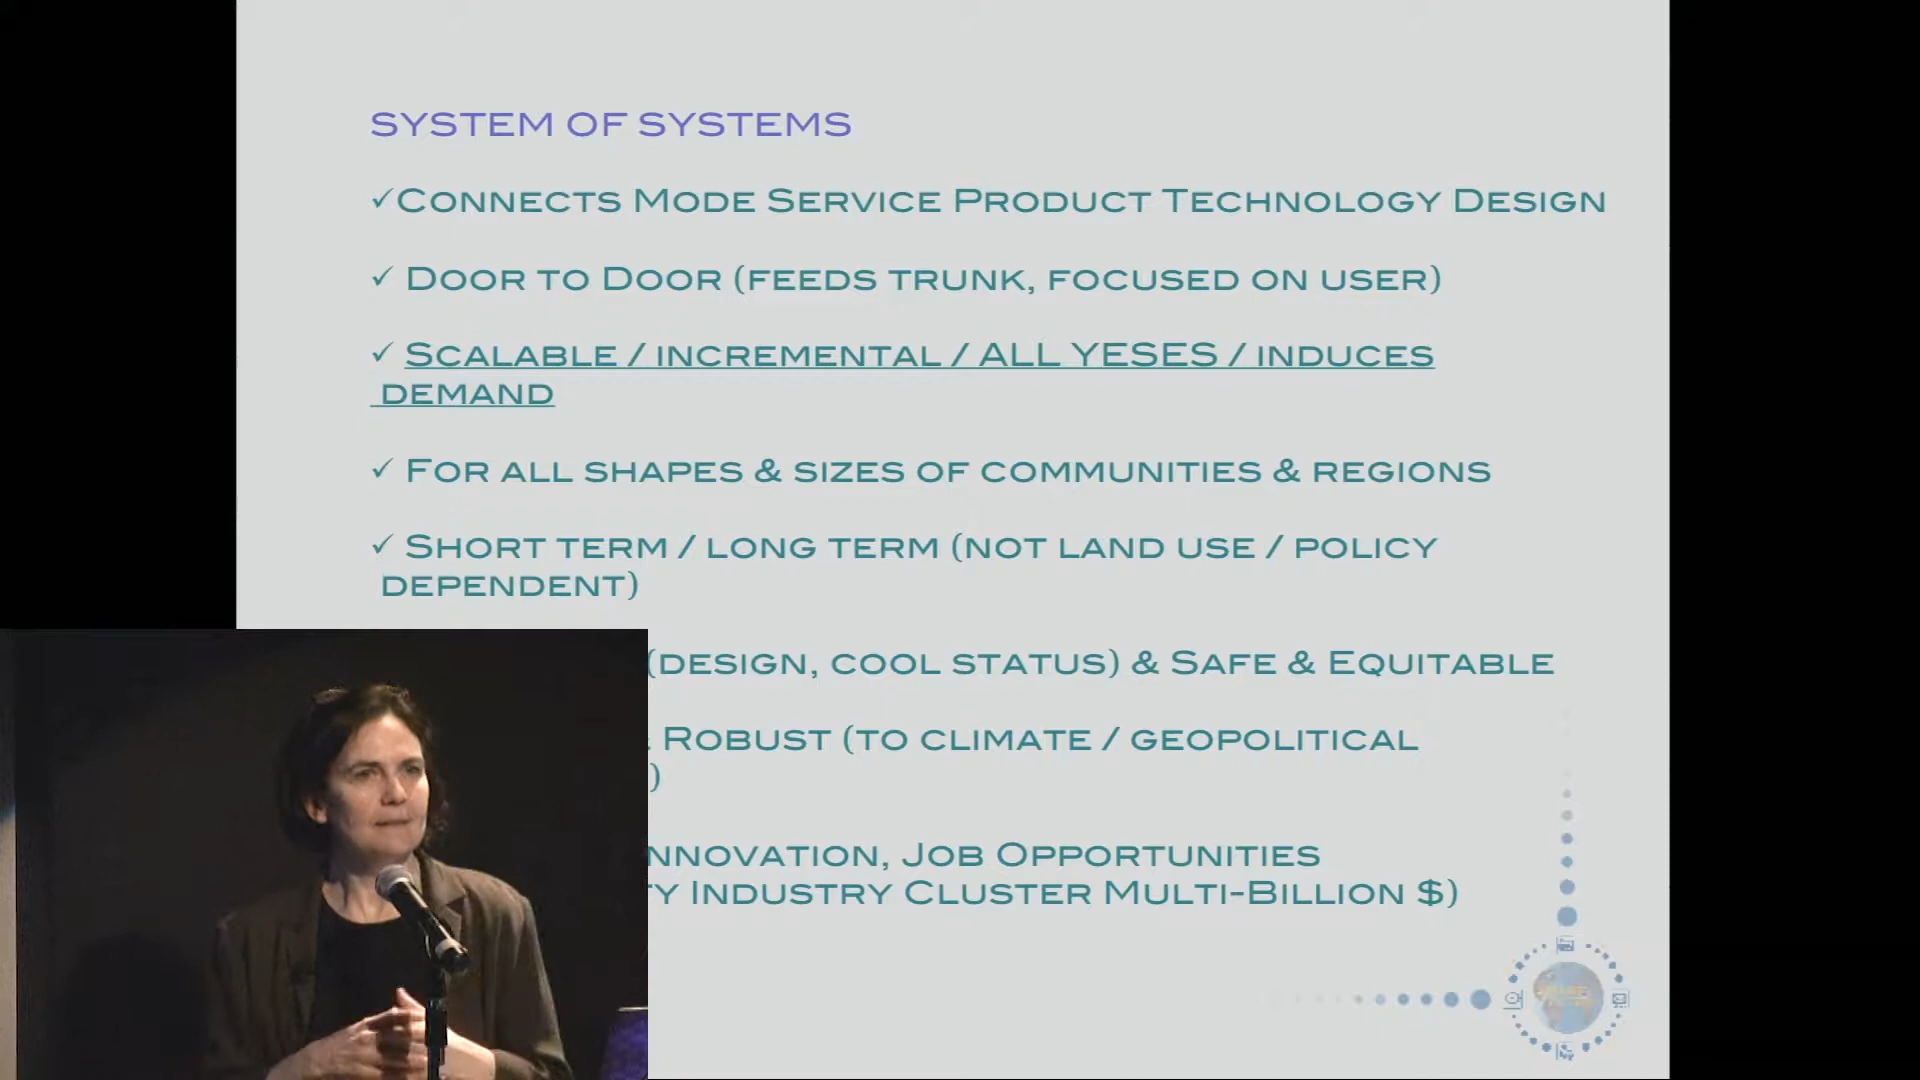 SYSTEM OF SYSTEMS
✓CONNECTS MODE SERVICE PRODUCT TECHNOLOGY DESIGN
✓ DOOR TO DOOR (FEEDS TRUNK, FOCUSED ON USER)
✓ SCALABLE / INCREMENTAL / ALL YESES / INDUCES
DEMAND
✓ FOR ALL SHAPES & SIZES OF COMMUNITIES & REGIONS
✓ SHORT TERM / LONG TERM (NOT LAND USE / POLICY
DEPENDENT)
(DESIGN, COOL STATUS) & SAFE & EQUITABLE
ROBUST (TO CLIMATE / GEOPOLITICAL
)
NNOVATION, JOB OPPORTUNITIES
TY INDUSTRY CLUSTER MULTI-BILLION $)